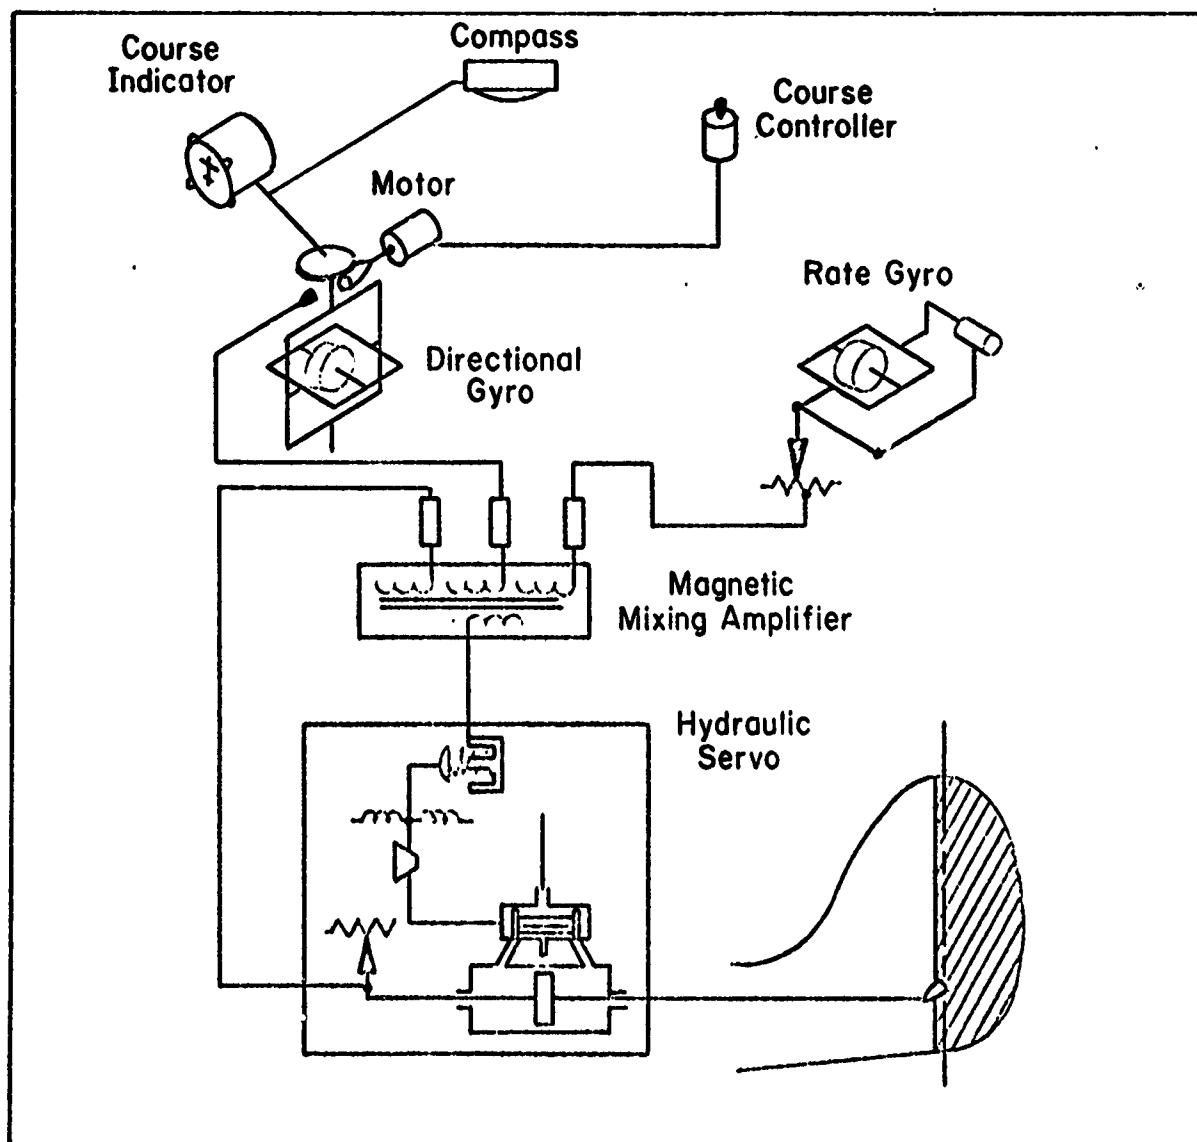 Course
Indicator
Compass
Course
Controller
Motor
Rate Gyro
Directional
Gyro
Magnetic
Mixing Amplifier
Hydraulic
Servo